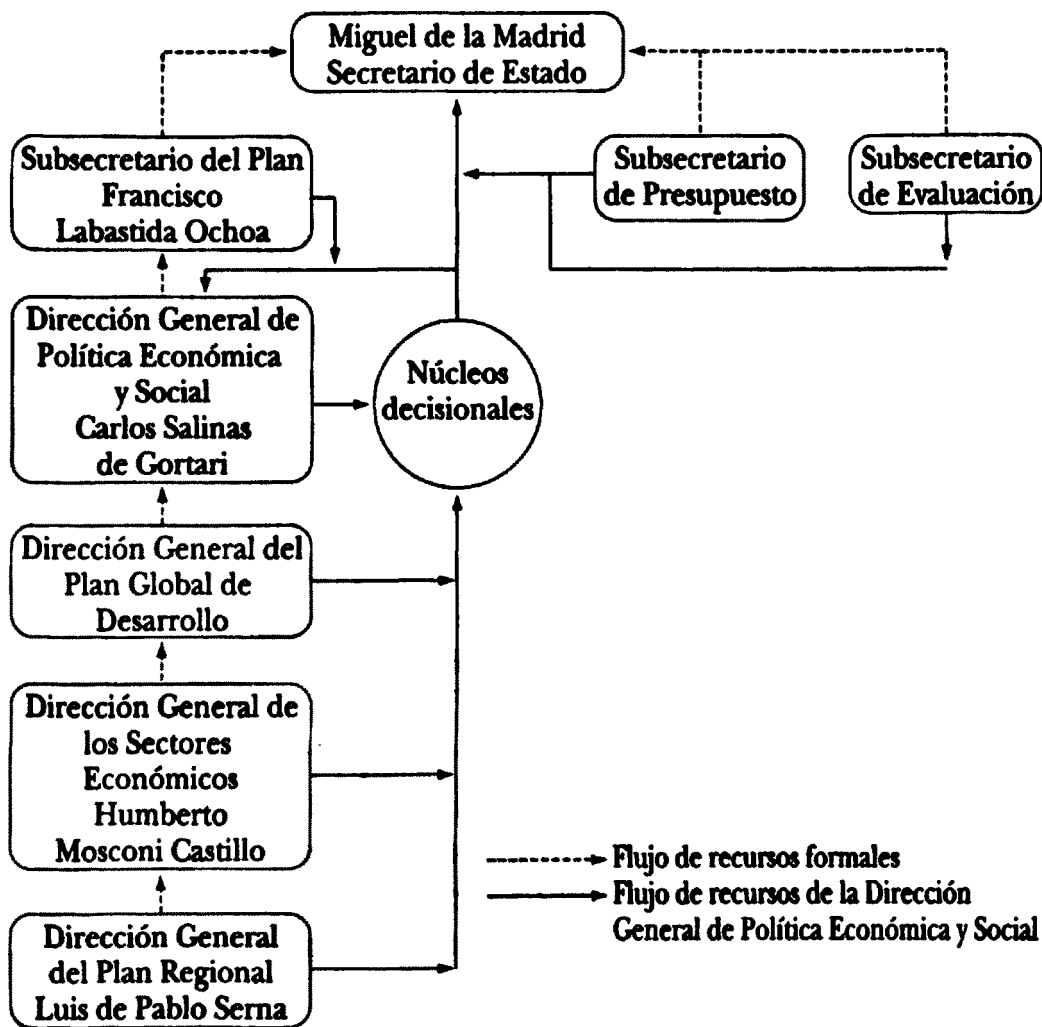 Miguel de la Madrid
Secretario de Estado
Subsecretario del Plan
Francisco
Labastida Ochoa
Subsecretario
de Presupuesto
Subsecretario
de Evaluación
Dirección General de
Política Económica
y Social
Carlos Salinas
de Gortari
Núcleos
decisionales
Dirección General del
Plan Global de
Desarrollo
Dirección General de
los Sectores
Económicos
Humberto
Mosconi Castillo
Dirección General
del Plan Regional
Luis de Pablo Serna
Flujo de recursos formales
Flujo de recursos de la Dirección
General de Política Económica y Social